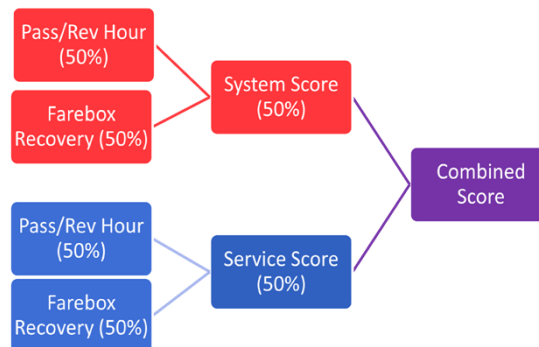 Pass/Rev Hour
(50%)
Farebox
Recovery (50%)
System Score
(50%)
Combined
Score
Pass/Rev Hour
(50%)
Farebox
Recovery (50%)
Service Score
(50%)